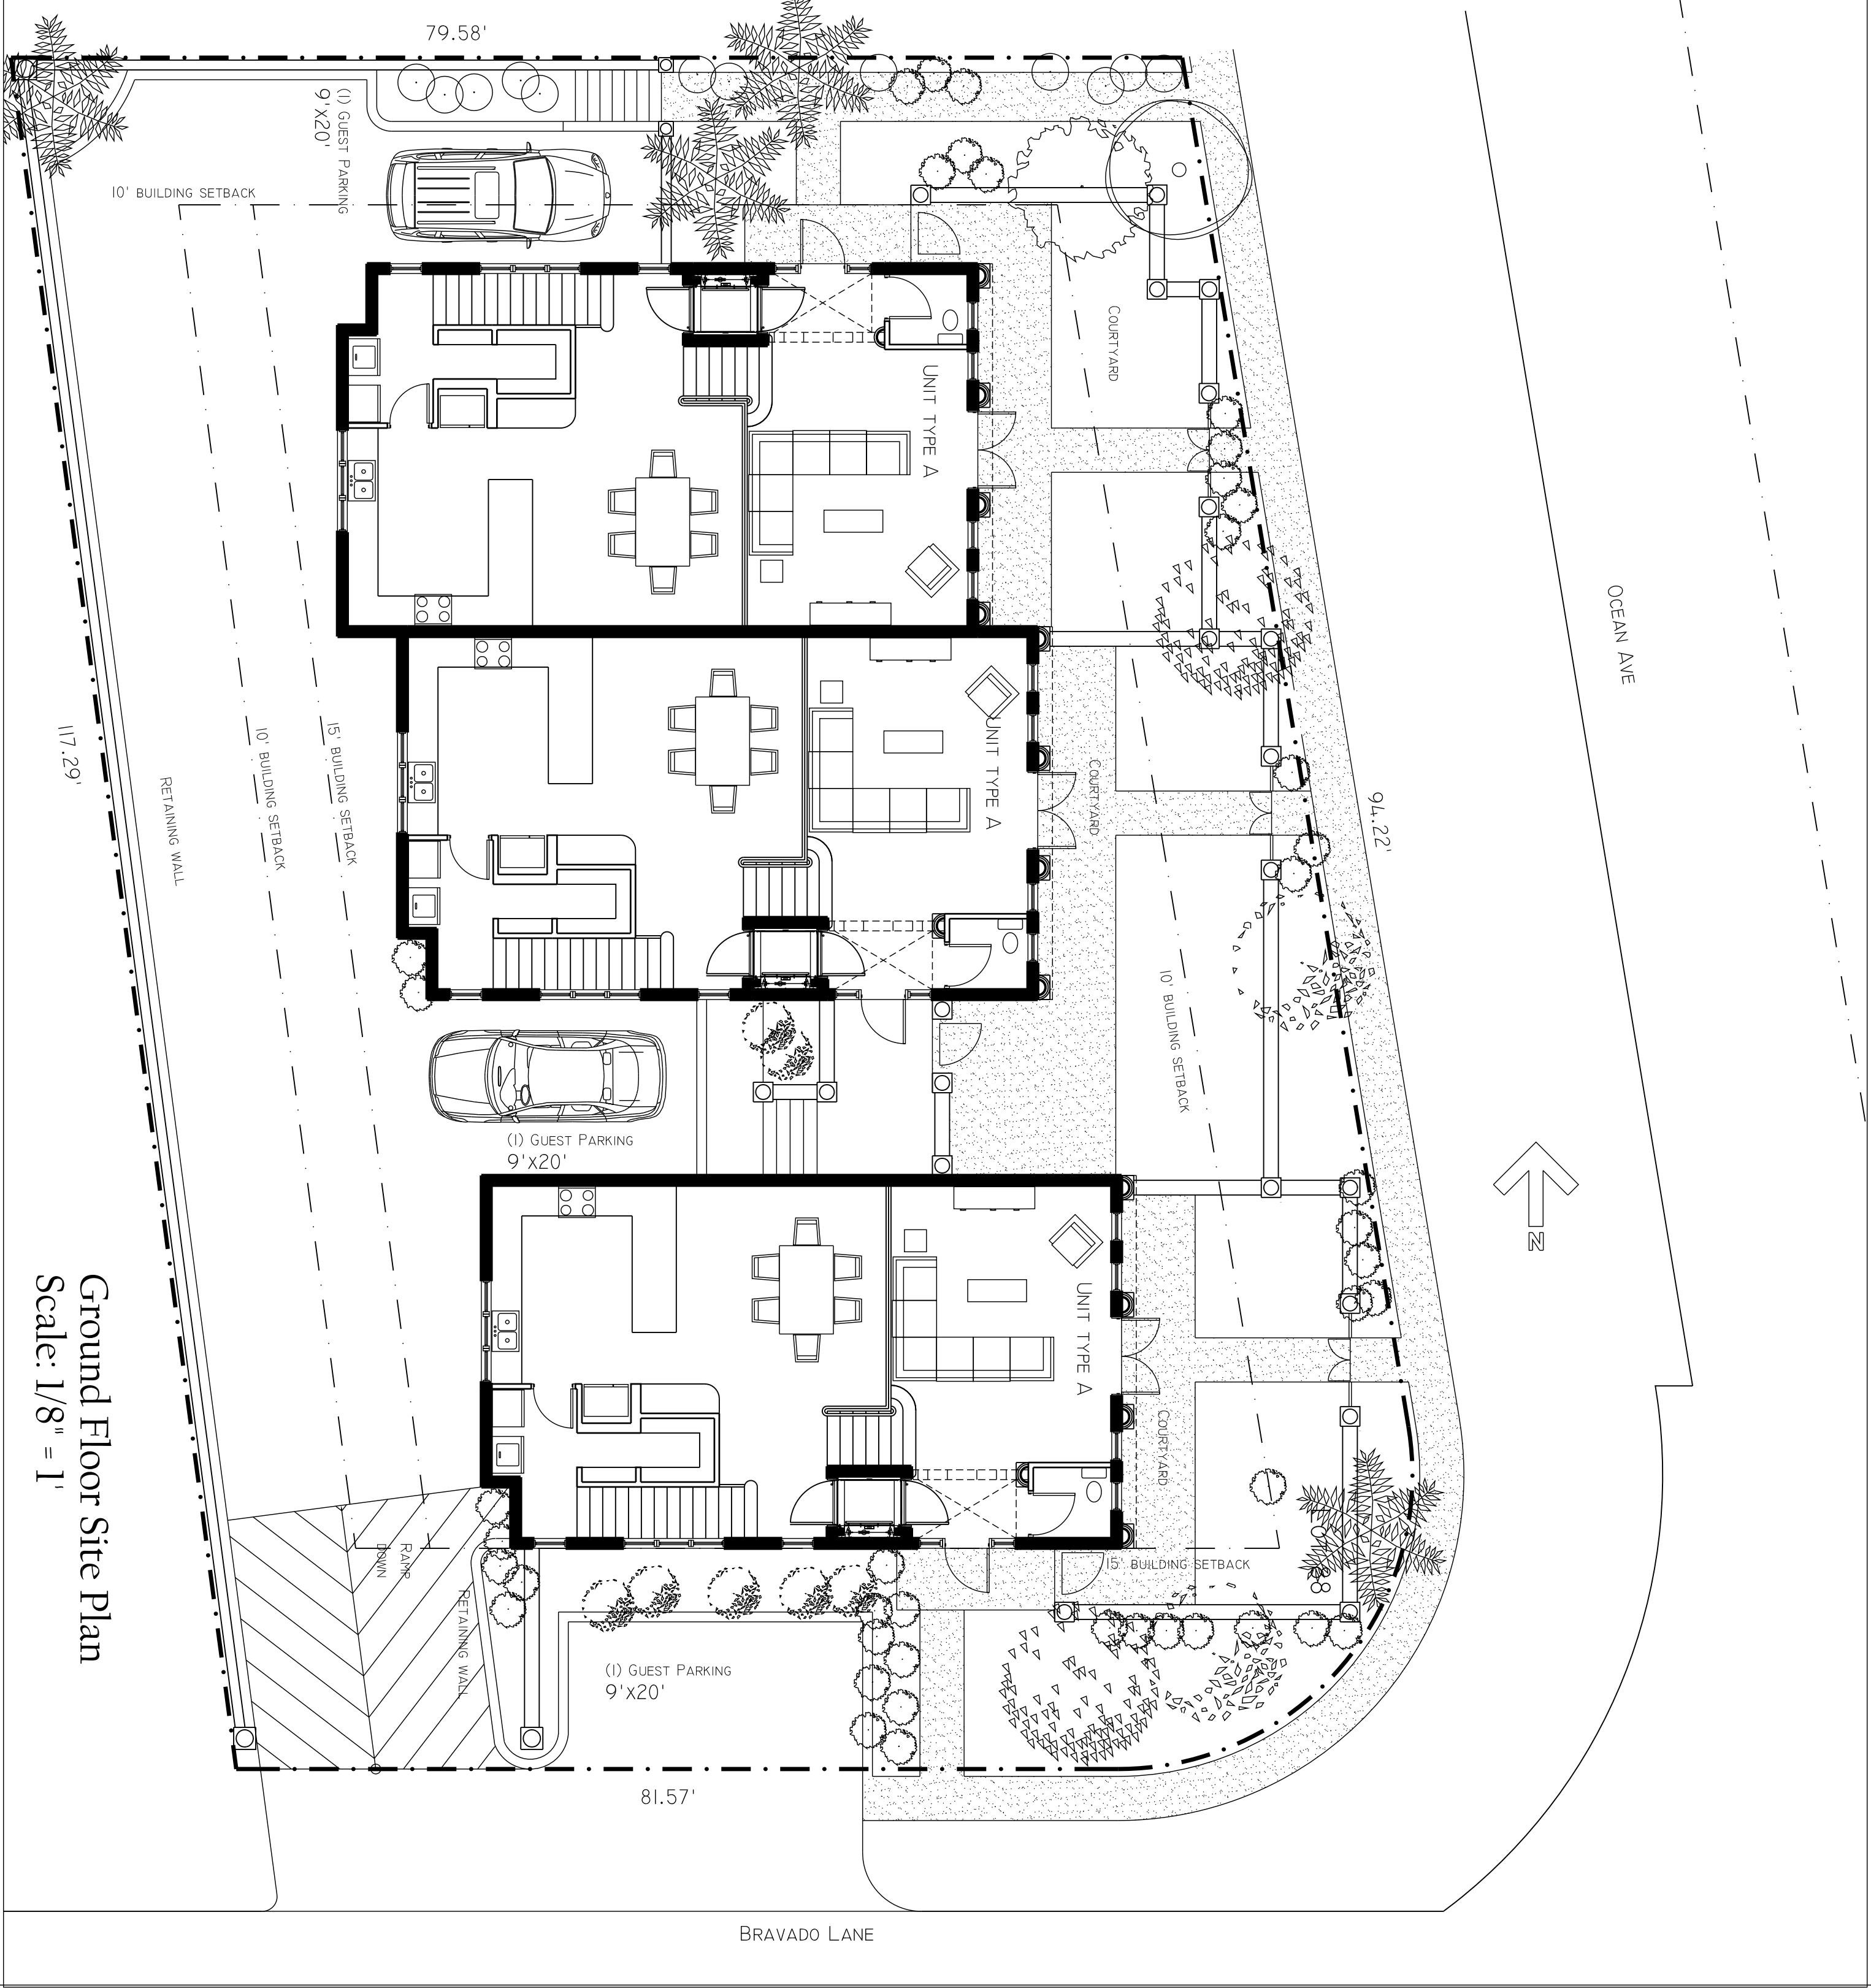 79.58'
(1) Guest Parking
9'x20'
10' Building Setback
Courtyard
Unit Type A
Ocean Ave
Unit Type A
Courtyard
94.22'
117.29'
Retaining Wall
10' Building Setback
15' Building Setback
10' Building Setback
(1) Guest Parking
9'x20'
N
Unit Type A
Courtyard
Ground Floor Site Plan
Scale: 1/8" = 1'
Ramp
Down
Retaining Wall
15' Building Setback
(1) Guest Parking
9'x20'
81.57'
Bravado Lane